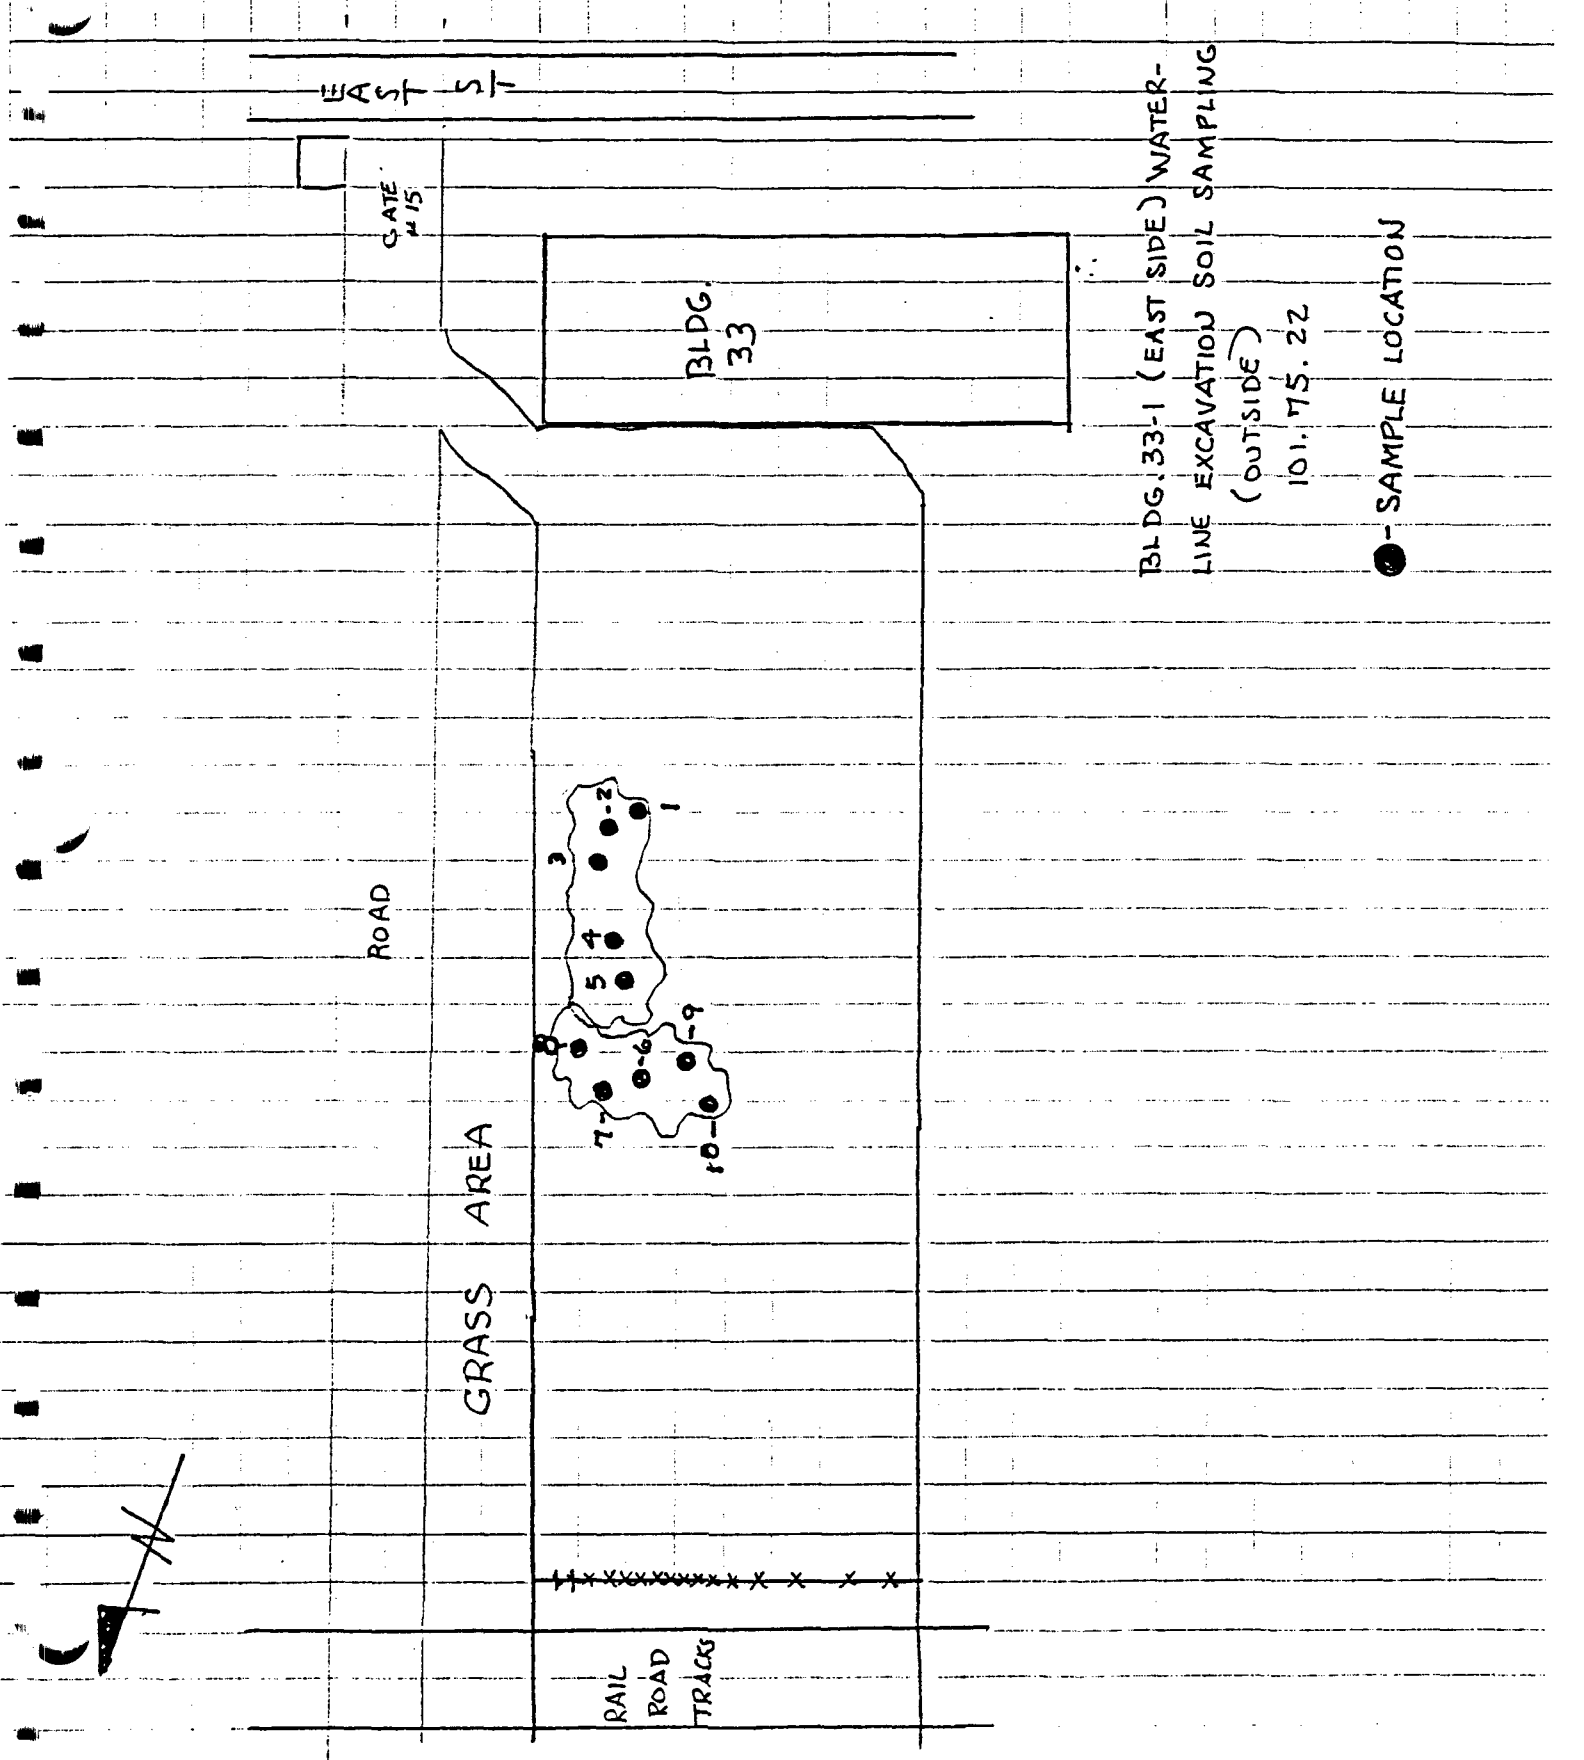 EAST ST
GATE
# 15
BLDG.
33
BLDG. 33-1 (EAST SIDE) WATER-
LINE EXCAVATION SOIL SAMPLING
(OUTSIDE)
101.75.22
- SAMPLE LOCATION
ROAD
GRASS AREA
1
-2
3
4
5
-6
7-
8-
-9
10-
N
RAIL
ROAD
TRACKS